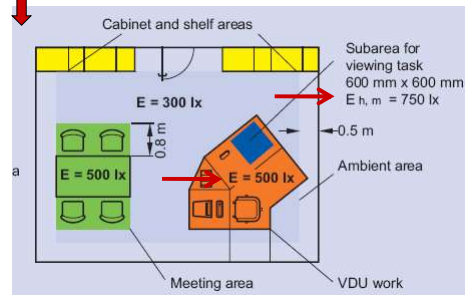 Cabinet and shelf areas
Subarea for
viewing task
600 mm x 600 mm
E h, m = 750 lx
E = 300 lx
0.8 m
0.5 m
a
E = 500 lx
E = 500 lx
Ambient area
Meeting area
VDU work